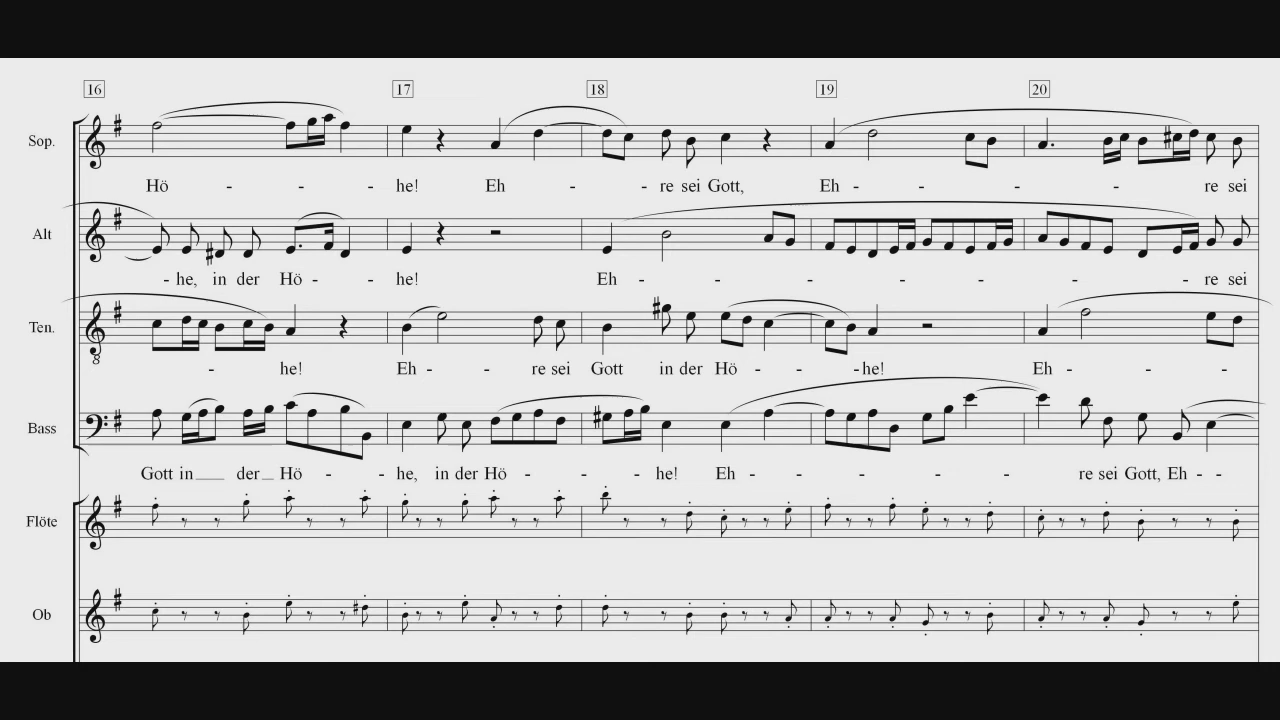 16 17 18 19 20
Sop.
Hö - - - he! Eh - - re sei Gott, Eh - - - - - re sei
Alt
- he, in der Hö - - he! Eh - - - - - - - - - - re sei
Ten.
- he! Eh - - re sei Gott in der Hö - - - he! Eh - - - -
Bass
Gott in der Hö - - he, in der Hö - - - he! Eh - - - - - - re sei Gott, Eh - -
Flöte
Ob